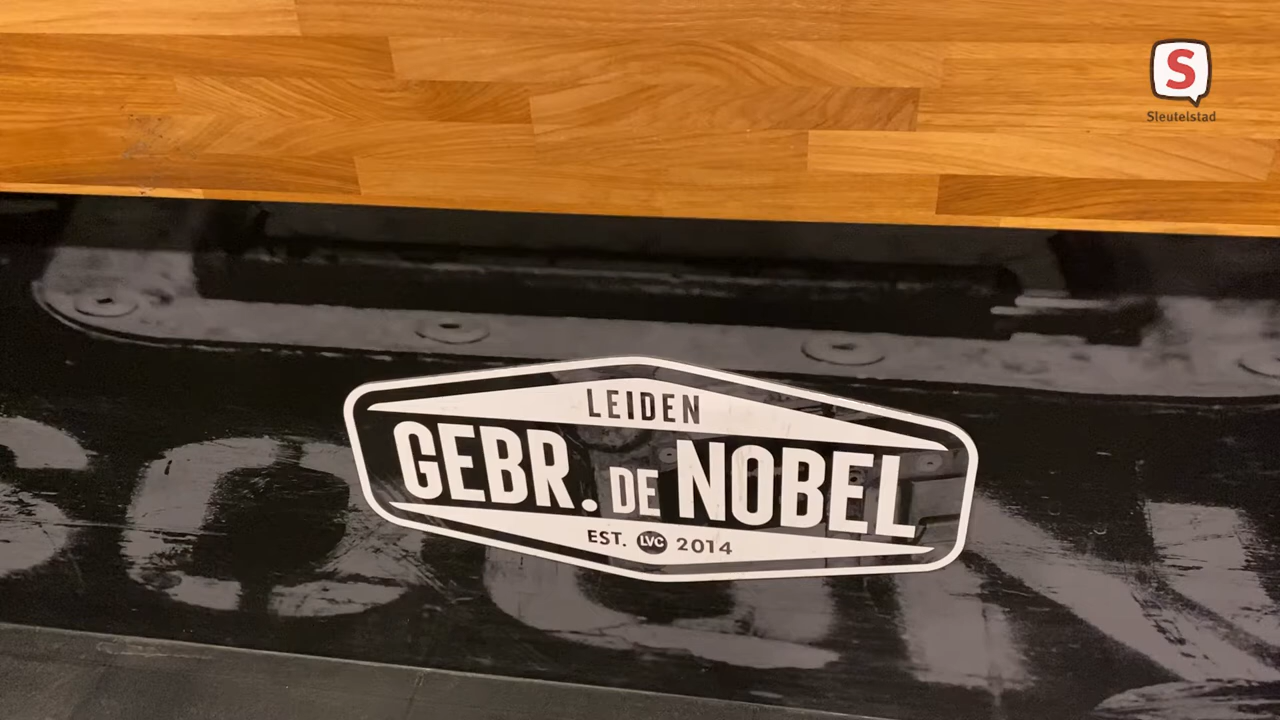 S
Sleutelstad
LEIDEN
GEBR. DE NOBEL
EST. LVC 2014